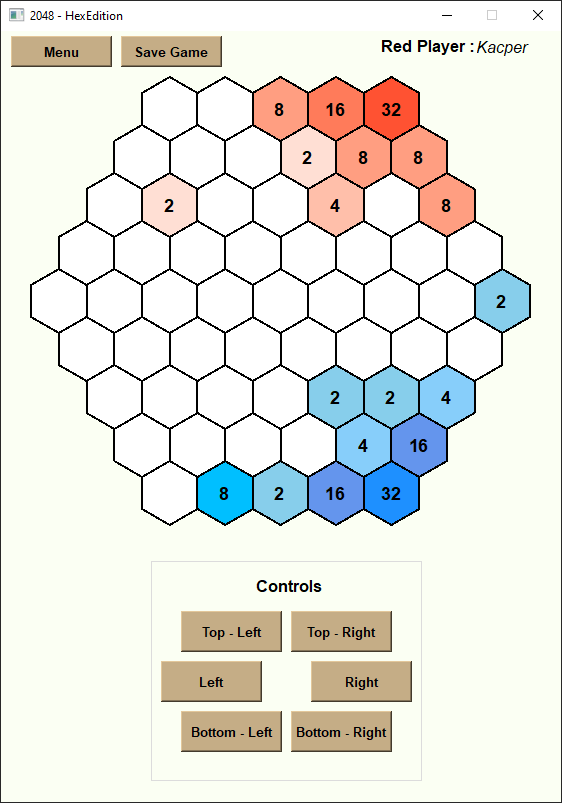 2048 - HexEdition
Menu Save Game Red Player : Kacper
8 16 32
2 8 8
2 4 8
2
2 2 4
4 16
8 2 16 32
Controls
Top - Left Top - Right
Left Right
Bottom - Left Bottom - Right